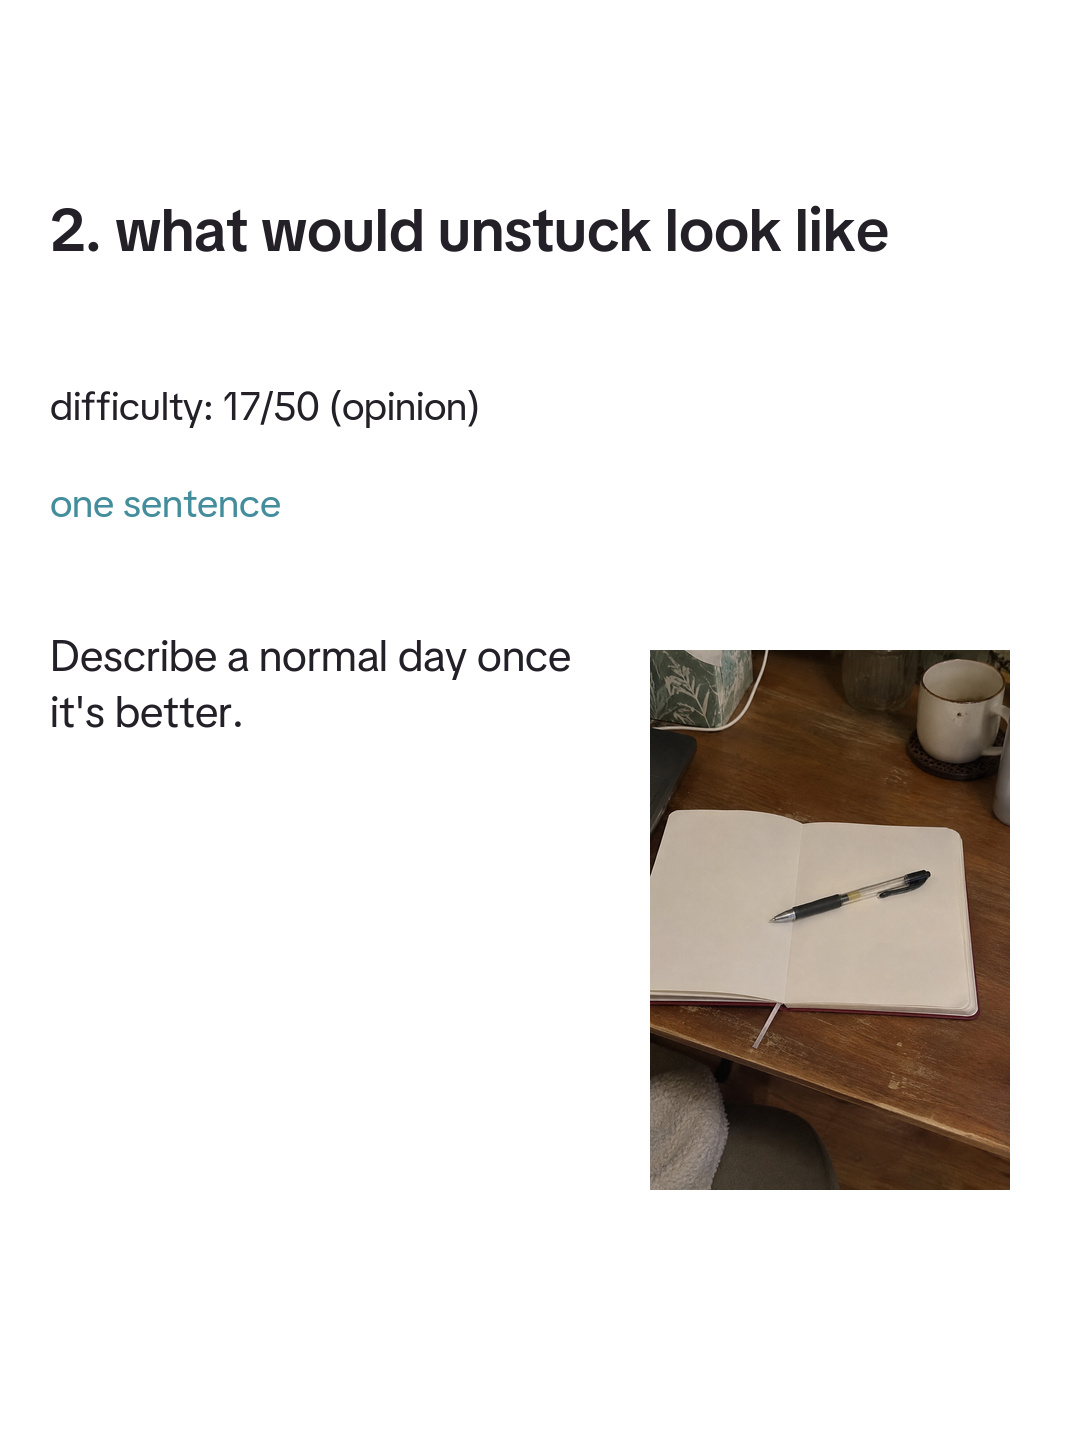 2. what would unstuck look like
difficulty: 17/50 (opinion)
one sentence
Describe a normal day once
it's better.